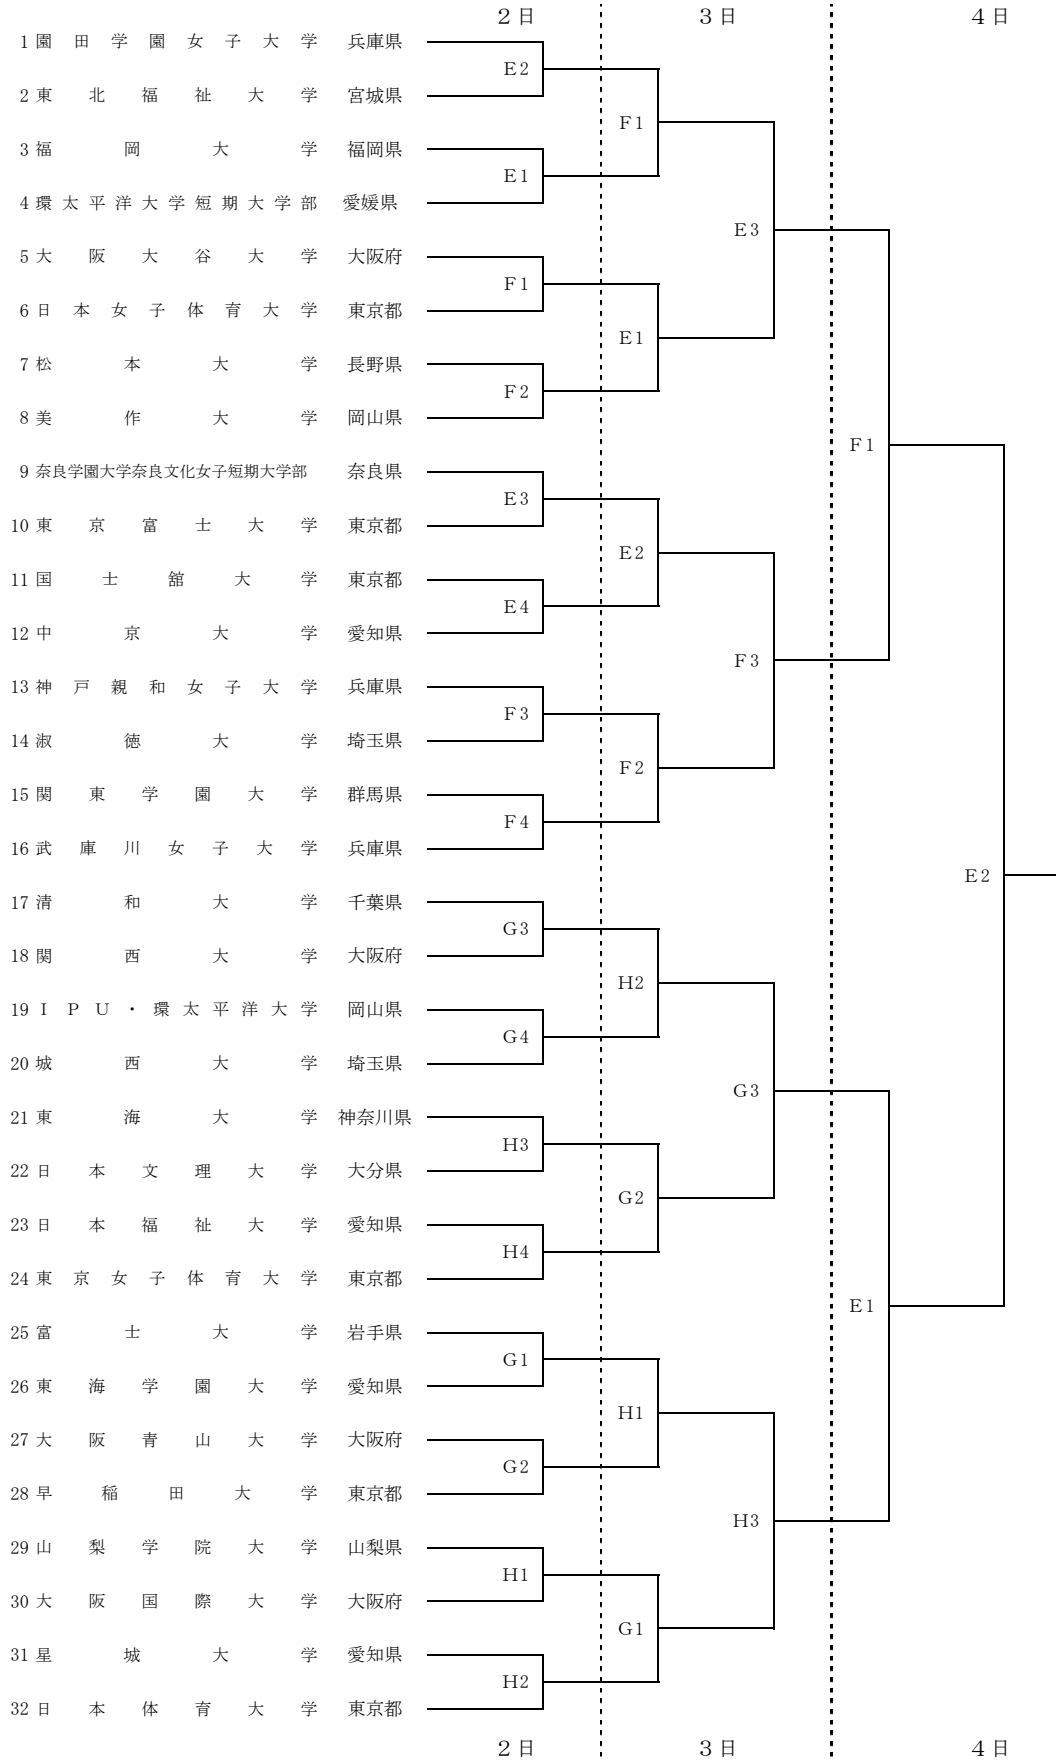 ２日 ３日 ４日
1 園田学園女子大学 兵庫県
E2
2 東北福祉大学 宮城県
F1
3 福岡大学 福岡県
E1
4 環太平洋大学短期大学部 愛媛県
E3
5 大阪大谷大学 大阪府
F1
6 日本女子体育大学 東京都
E1
7 松本大学 長野県
F2
8 美作大学 岡山県
F1
9 奈良学園大学奈良文化女子短期大学部 奈良県
E3
10 東京富士大学 東京都
E2
11 国士舘大学 東京都
E4
12 中京大学 愛知県
F3
13 神戸親和女子大学 兵庫県
F3
14 淑徳大学 埼玉県
F2
15 関東学園大学 群馬県
F4
16 武庫川女子大学 兵庫県
E2
17 清和大学 千葉県
G3
18 関西大学 大阪府
H2
19 ＩＰＵ・環太平洋大学 岡山県
G4
20 城西大学 埼玉県
G3
21 東海大学 神奈川県
H3
22 日本文理大学 大分県
G2
23 日本福祉大学 愛知県
H4
24 東京女子体育大学 東京都
E1
25 富士大学 岩手県
G1
26 東海学園大学 愛知県
H1
27 大阪青山大学 大阪府
G2
28 早稲田大学 東京都
H3
29 山梨学院大学 山梨県
H1
30 大阪国際大学 大阪府
G1
31 星城大学 愛知県
H2
32 日本体育大学 東京都
２日 ３日 ４日